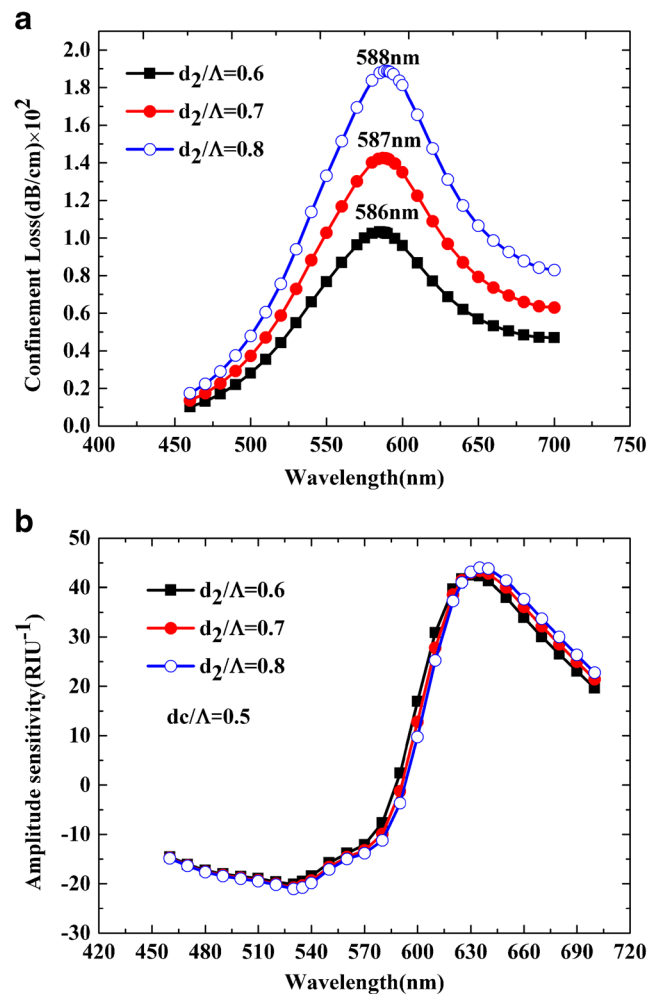 a
2.0
1.8
1.6
1.4
1.2
1.0
0.8
0.6
0.4
0.2
0.0
Confinement Loss(dB/cm)×10²
d₂/Λ=0.6
d₂/Λ=0.7
d₂/Λ=0.8
588nm
587nm
586nm
400 450 500 550 600 650 700 750
Wavelength(nm)
b
50
40
30
20
10
0
-10
-20
-30
Amplitude sensitivity(RIU⁻¹)
d₂/Λ=0.6
d₂/Λ=0.7
d₂/Λ=0.8
dc/Λ=0.5
420 450 480 510 540 570 600 630 660 690 720
Wavelength(nm)